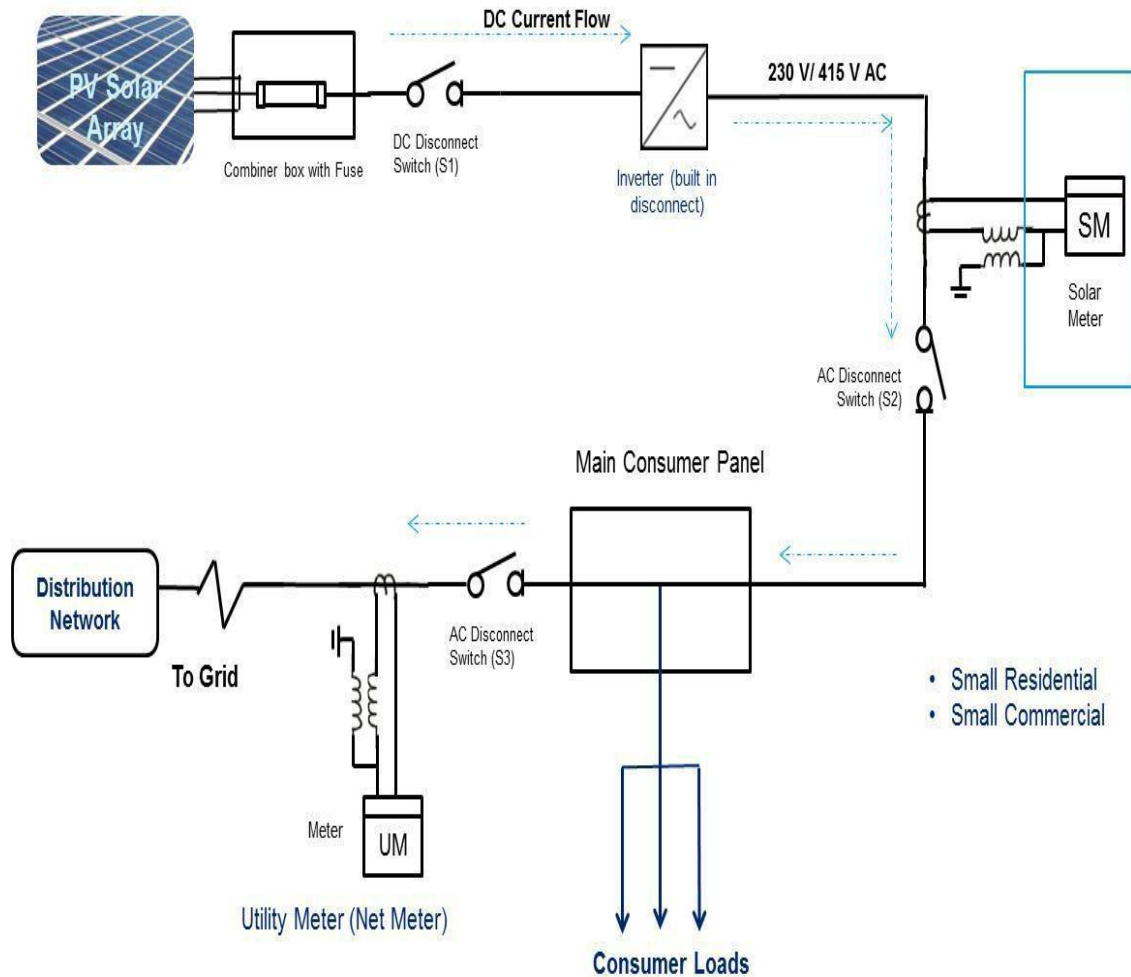 DC Current Flow
PV Solar
Array
230 V/ 415 V AC
DC Disconnect
Switch (S1)
Combiner box with Fuse
Inverter (built in
disconnect)
SM
Solar
Meter
AC Disconnect
Switch (S2)
Main Consumer Panel
Distribution
Network
To Grid
AC Disconnect
Switch (S3)
• Small Residential
• Small Commercial
Meter
UM
Utility Meter (Net Meter)
Consumer Loads